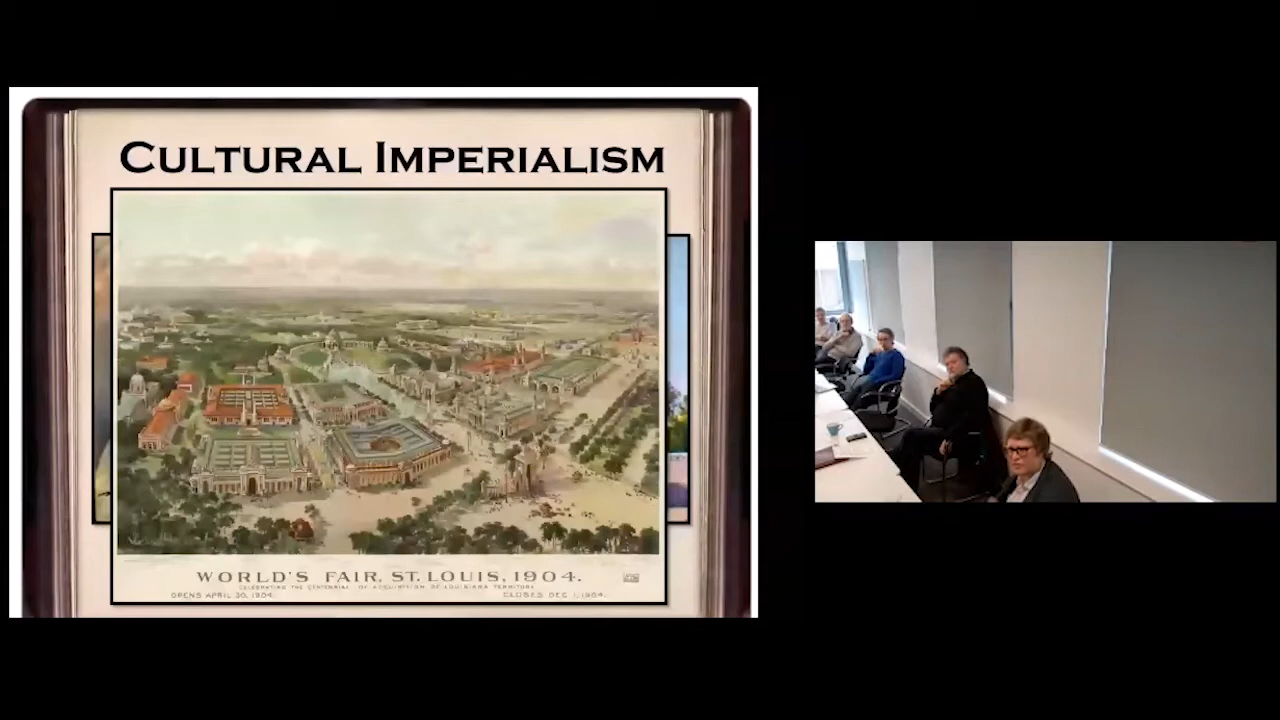 CULTURAL IMPERIALISM
WORLD'S FAIR, ST. LOUIS, 1904.
CELEBRATING THE CENTENNIAL OF ACQUISITION OF LOUISIANA TERRITORY
OPENS APRIL 30, 1904. CLOSES DEC. 1, 1904.